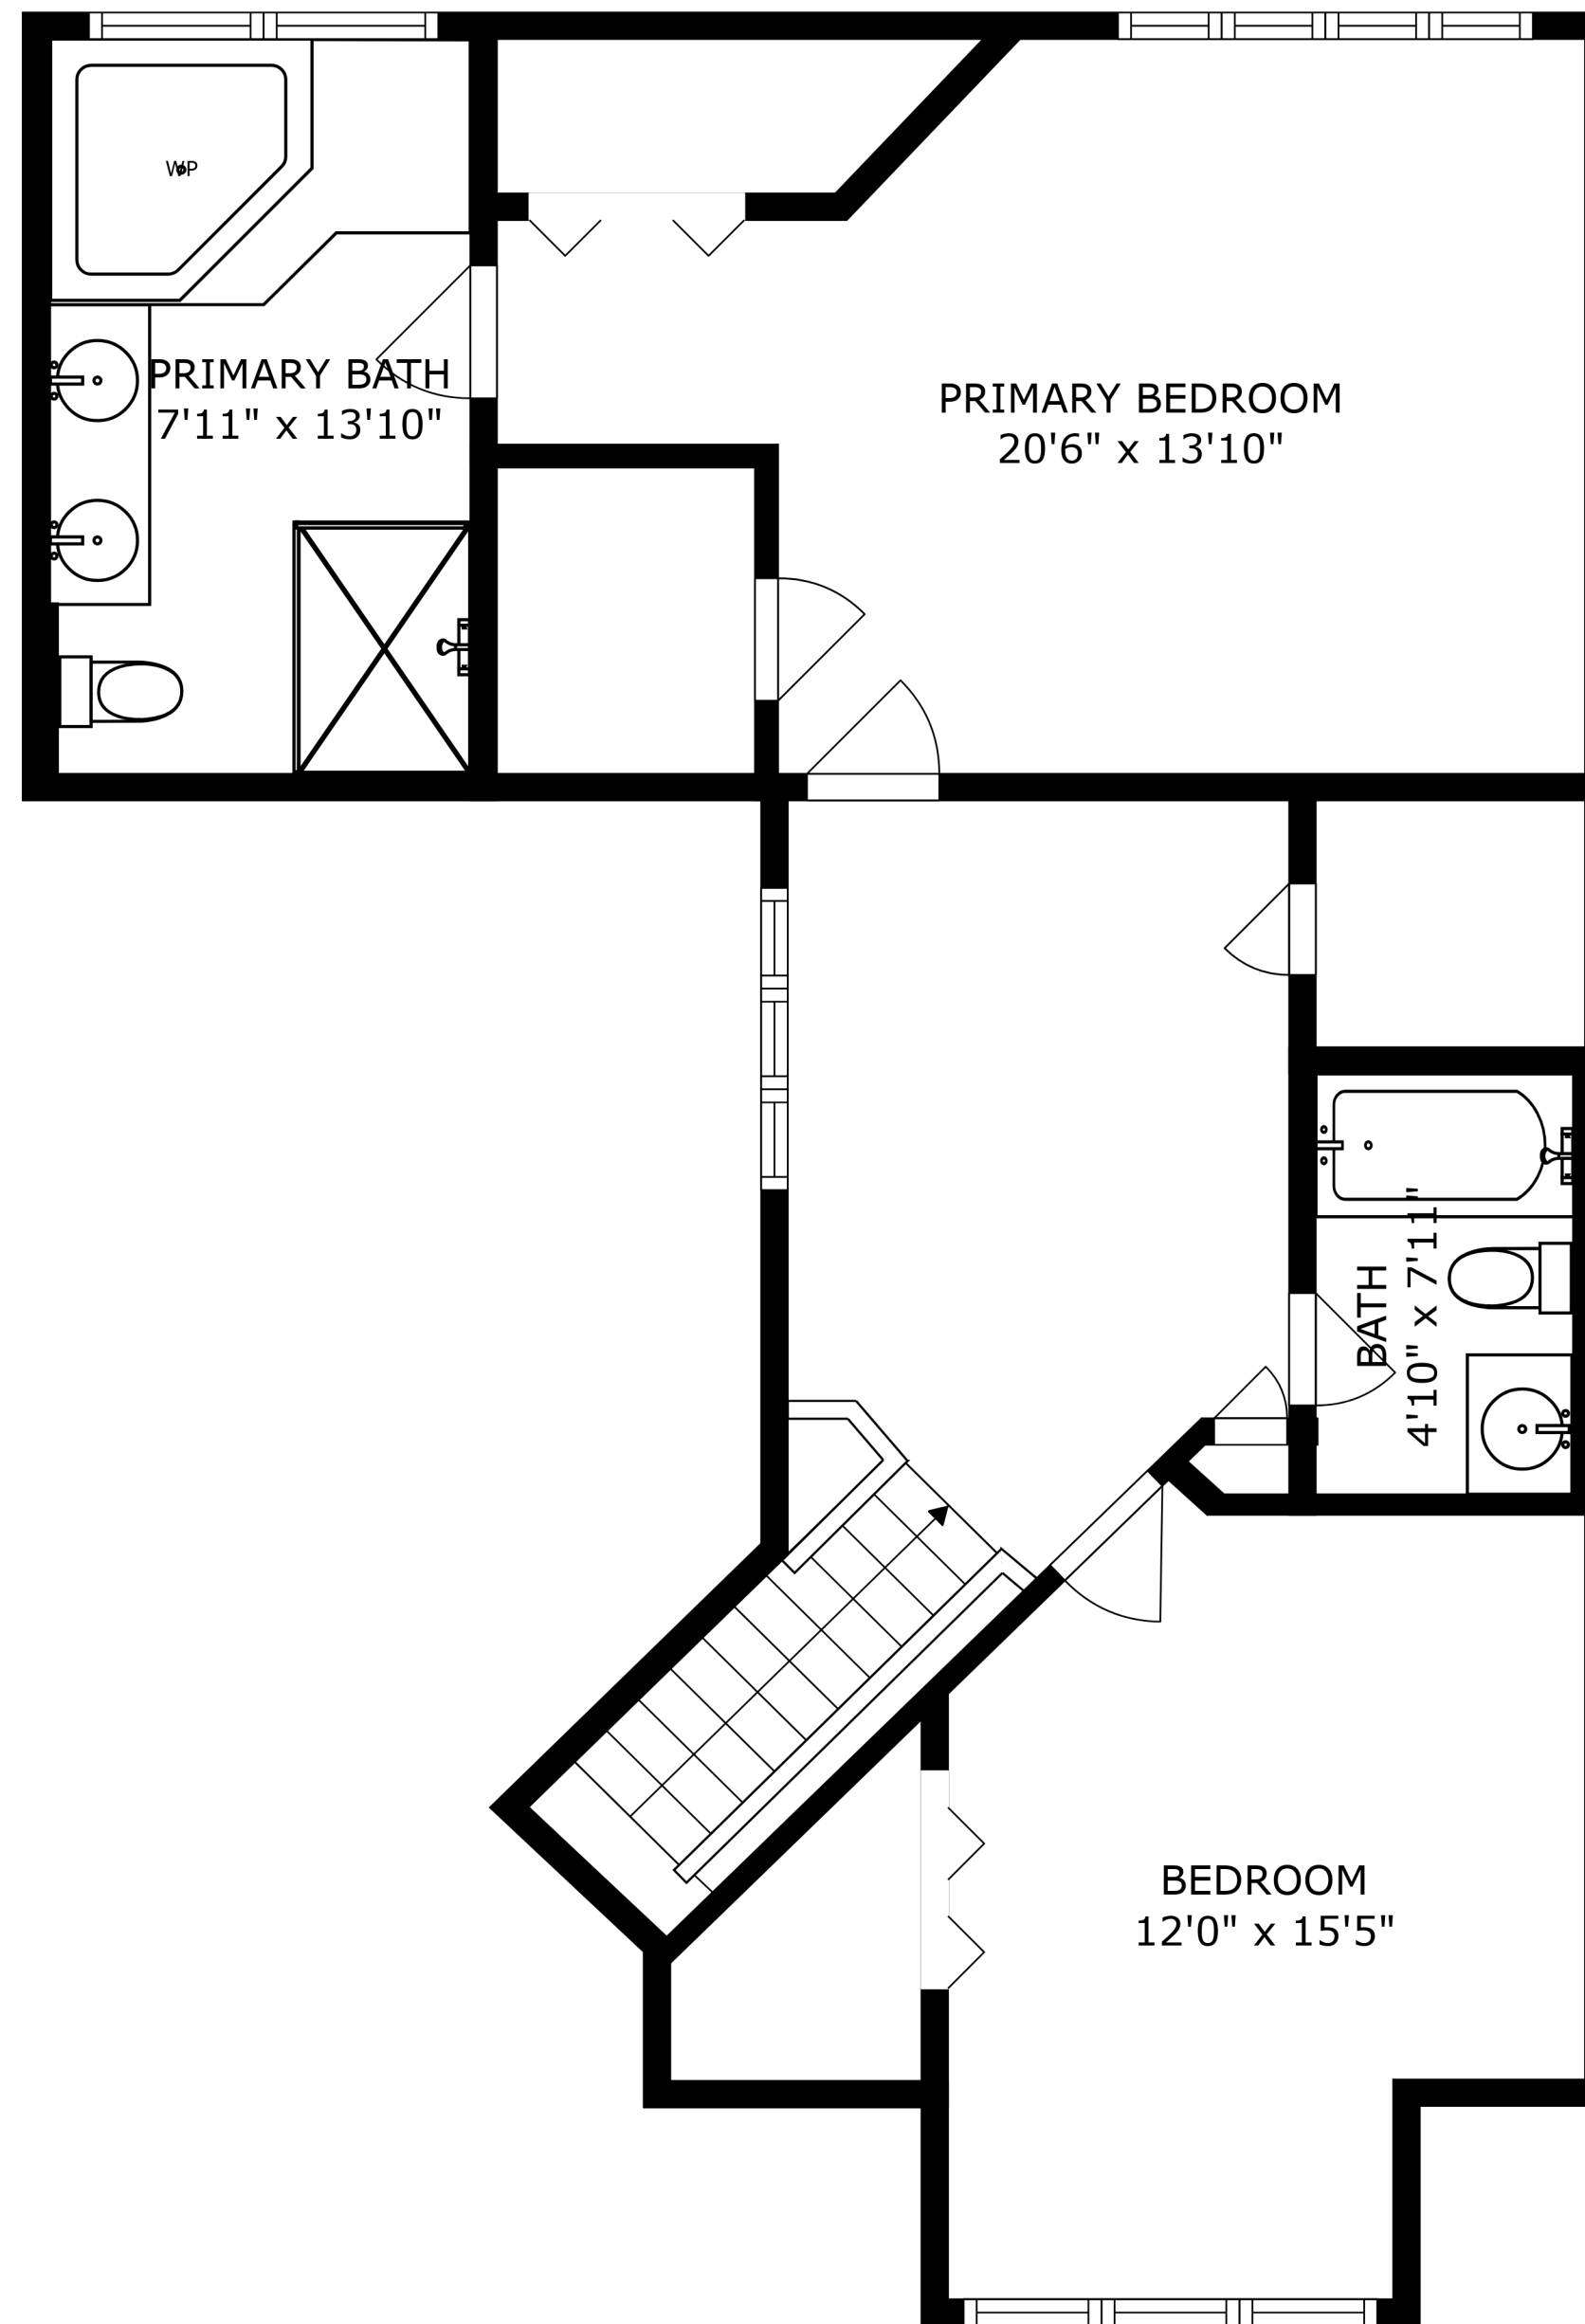 WP
PRIMARY BATH
7'11" x 13'10"
PRIMARY BEDROOM
20'6" x 13'10"
BATH
4'10" x 7'11"
BEDROOM
12'0" x 15'5"